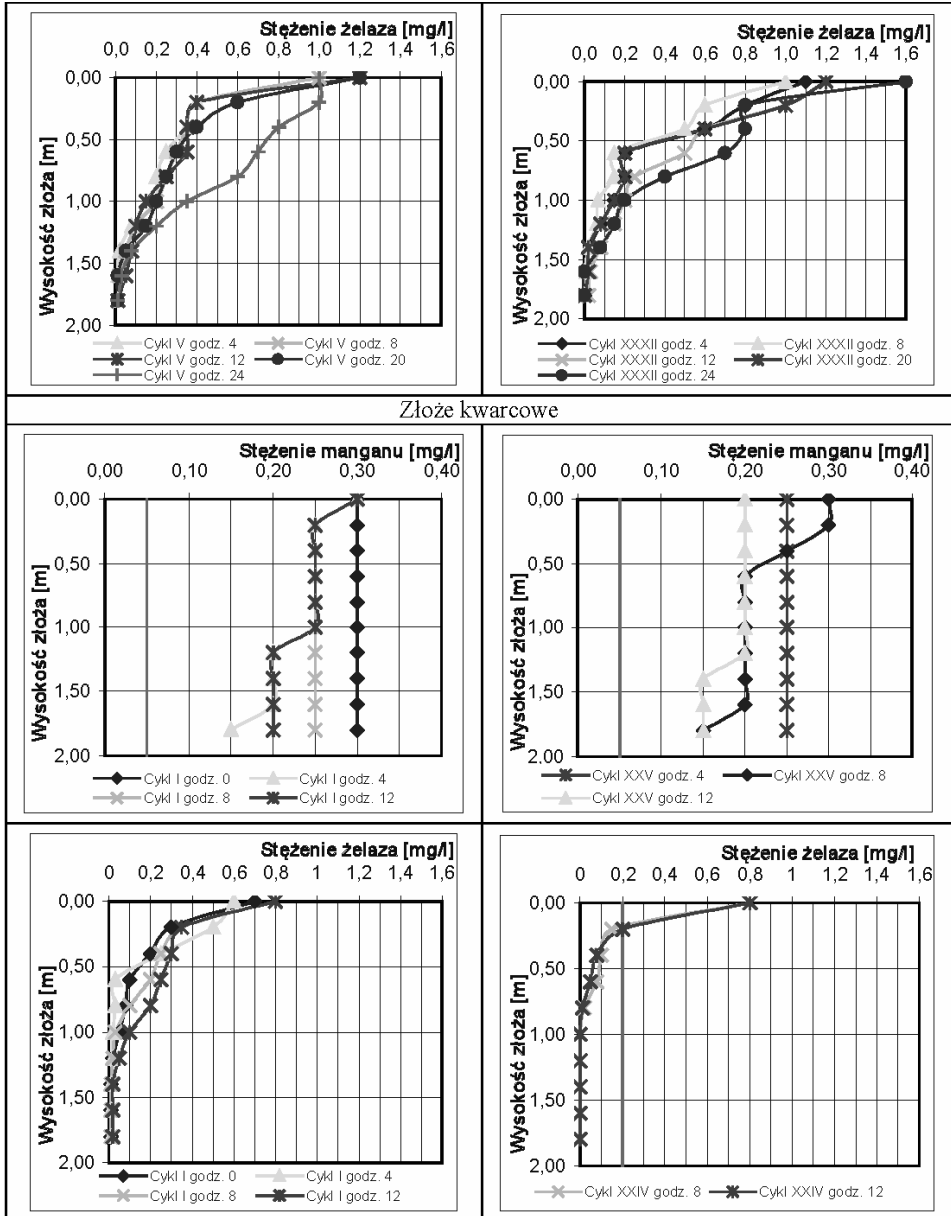 Stężenie żelaza [mg/l]
0,0 0,2 0,4 0,6 0,8 1,0 1,2 1,4 1,6
0,00
0,50
1,00
1,50
2,00
Wysokość złoża [m]
Cykl V godz. 4
Cykl V godz. 8
Cykl V godz. 12
Cykl V godz. 20
Cykl V godz. 24
Stężenie żelaza [mg/l]
0,0 0,2 0,4 0,6 0,8 1,0 1,2 1,4 1,6
0,00
0,50
1,00
1,50
2,00
Wysokość złoża [m]
Cykl XXXII godz. 4
Cykl XXXII godz. 8
Cykl XXXII godz. 12
Cykl XXXII godz. 20
Cykl XXXII godz. 24
Złoże kwarcowe
Stężenie manganu [mg/l]
0,00 0,10 0,20 0,30 0,40
0,00
0,50
1,00
1,50
2,00
Wysokość złoża [m]
Cykl I godz. 0
Cykl I godz. 4
Cykl I godz. 8
Cykl I godz. 12
Stężenie manganu [mg/l]
0,00 0,10 0,20 0,30 0,40
0,00
0,50
1,00
1,50
2,00
Wysokość złoża [m]
Cykl XXV godz. 4
Cykl XXV godz. 8
Cykl XXV godz. 12
Stężenie żelaza [mg/l]
0 0,2 0,4 0,6 0,8 1 1,2 1,4 1,6
0,00
0,50
1,00
1,50
2,00
Wysokość złoża [m]
Cykl I godz. 0
Cykl I godz. 4
Cykl I godz. 8
Cykl I godz. 12
Stężenie żelaza [mg/l]
0 0,2 0,4 0,6 0,8 1 1,2 1,4 1,6
0,00
0,50
1,00
1,50
2,00
Wysokość złoża [m]
Cykl XXIV godz. 8
Cykl XXIV godz. 12